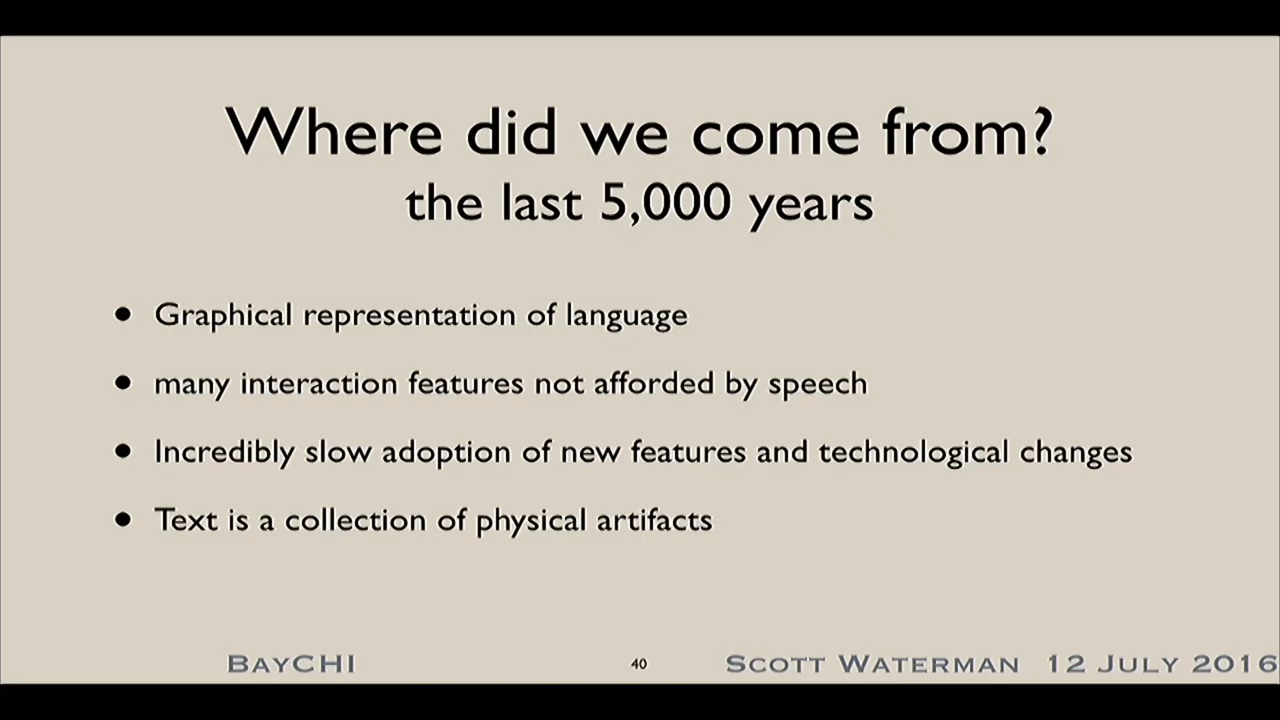 Where did we come from?
the last 5,000 years
• Graphical representation of language
• many interaction features not afforded by speech
• Incredibly slow adoption of new features and technological changes
• Text is a collection of physical artifacts
BayCHI 40 Scott Waterman 12 July 2016